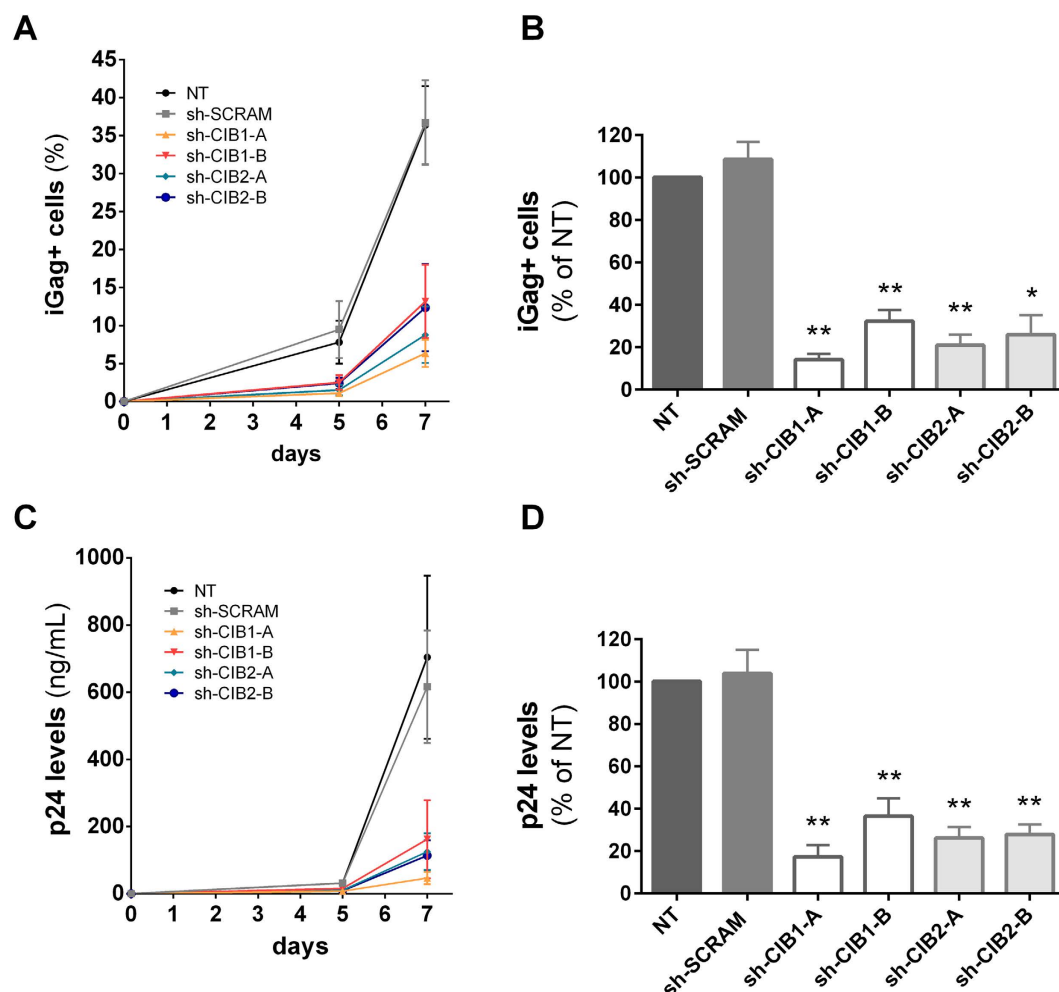 A
iGag+ cells (%)
45
40
35
30
25
20
15
10
5
0
NT
sh-SCRAM
sh-CIB1-A
sh-CIB1-B
sh-CIB2-A
sh-CIB2-B
0 1 2 3 4 5 6 7
days
B
iGag+ cells
(% of NT)
120
100
80
60
40
20
0
** ** ** *
NT sh-SCRAM sh-CIB1-A sh-CIB1-B sh-CIB2-A sh-CIB2-B
C
p24 levels (ng/mL)
1000
800
600
400
200
0
NT
sh-SCRAM
sh-CIB1-A
sh-CIB1-B
sh-CIB2-A
sh-CIB2-B
0 1 2 3 4 5 6 7
days
D
p24 levels
(% of NT)
120
100
80
60
40
20
0
** ** ** **
NT sh-SCRAM sh-CIB1-A sh-CIB1-B sh-CIB2-A sh-CIB2-B